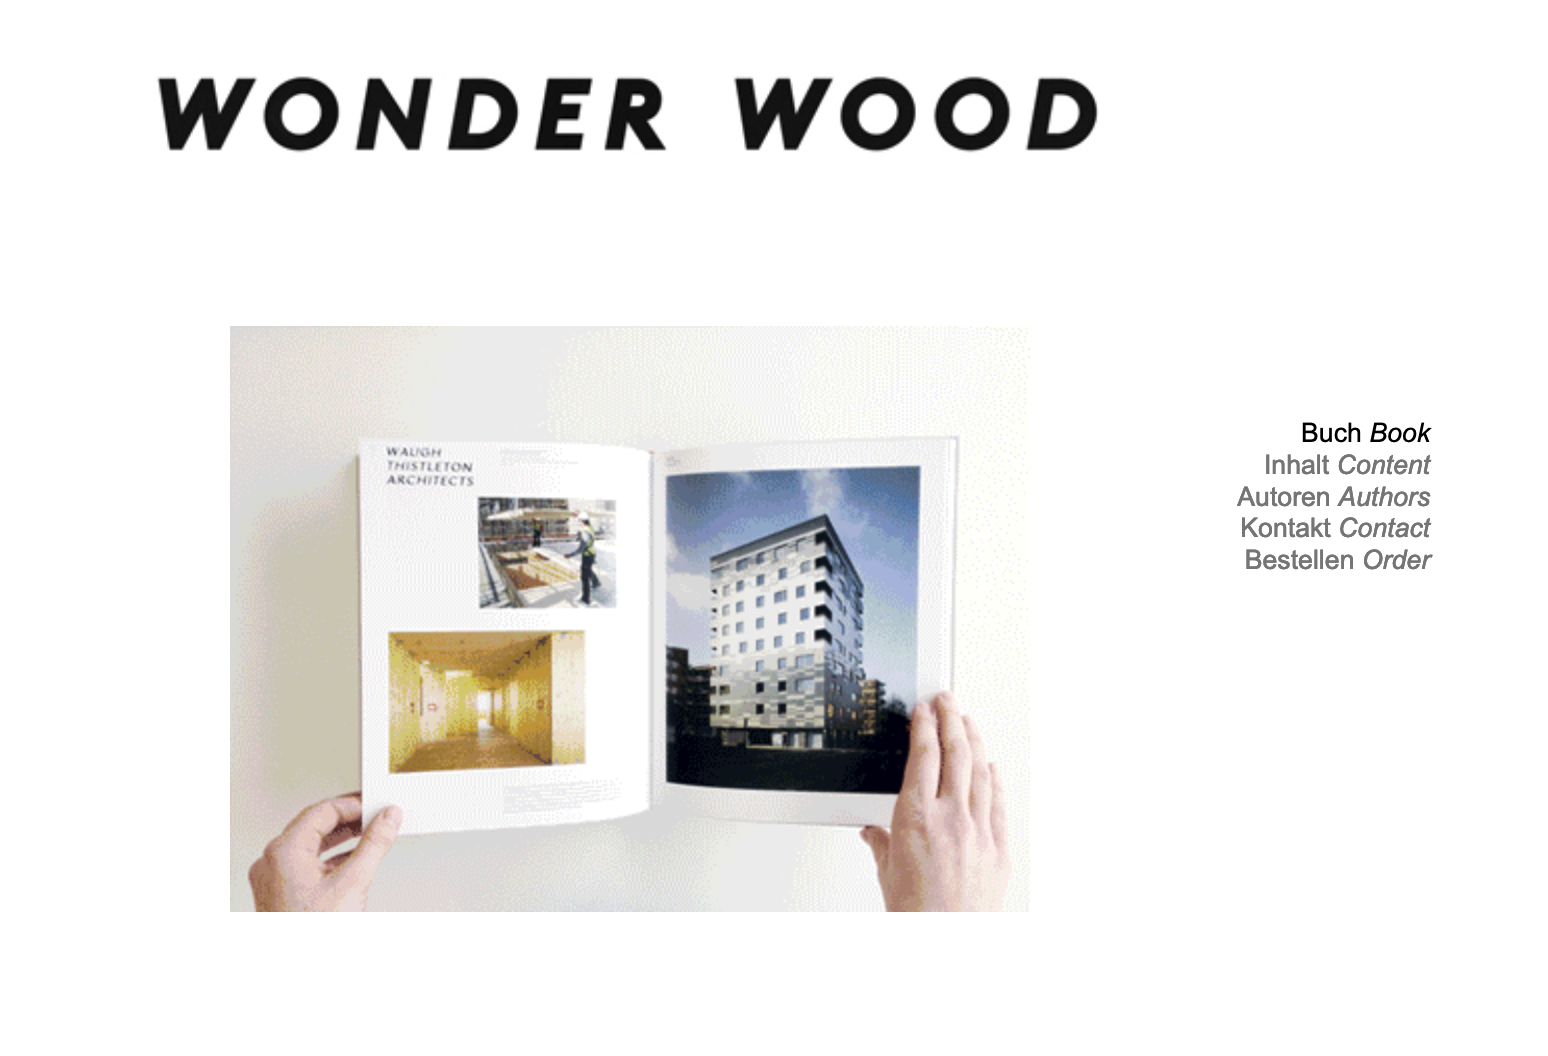 WONDER WOOD
WAUGH
THISTLETON
ARCHITECTS
Buch Book
Inhalt Content
Autoren Authors
Kontakt Contact
Bestellen Order